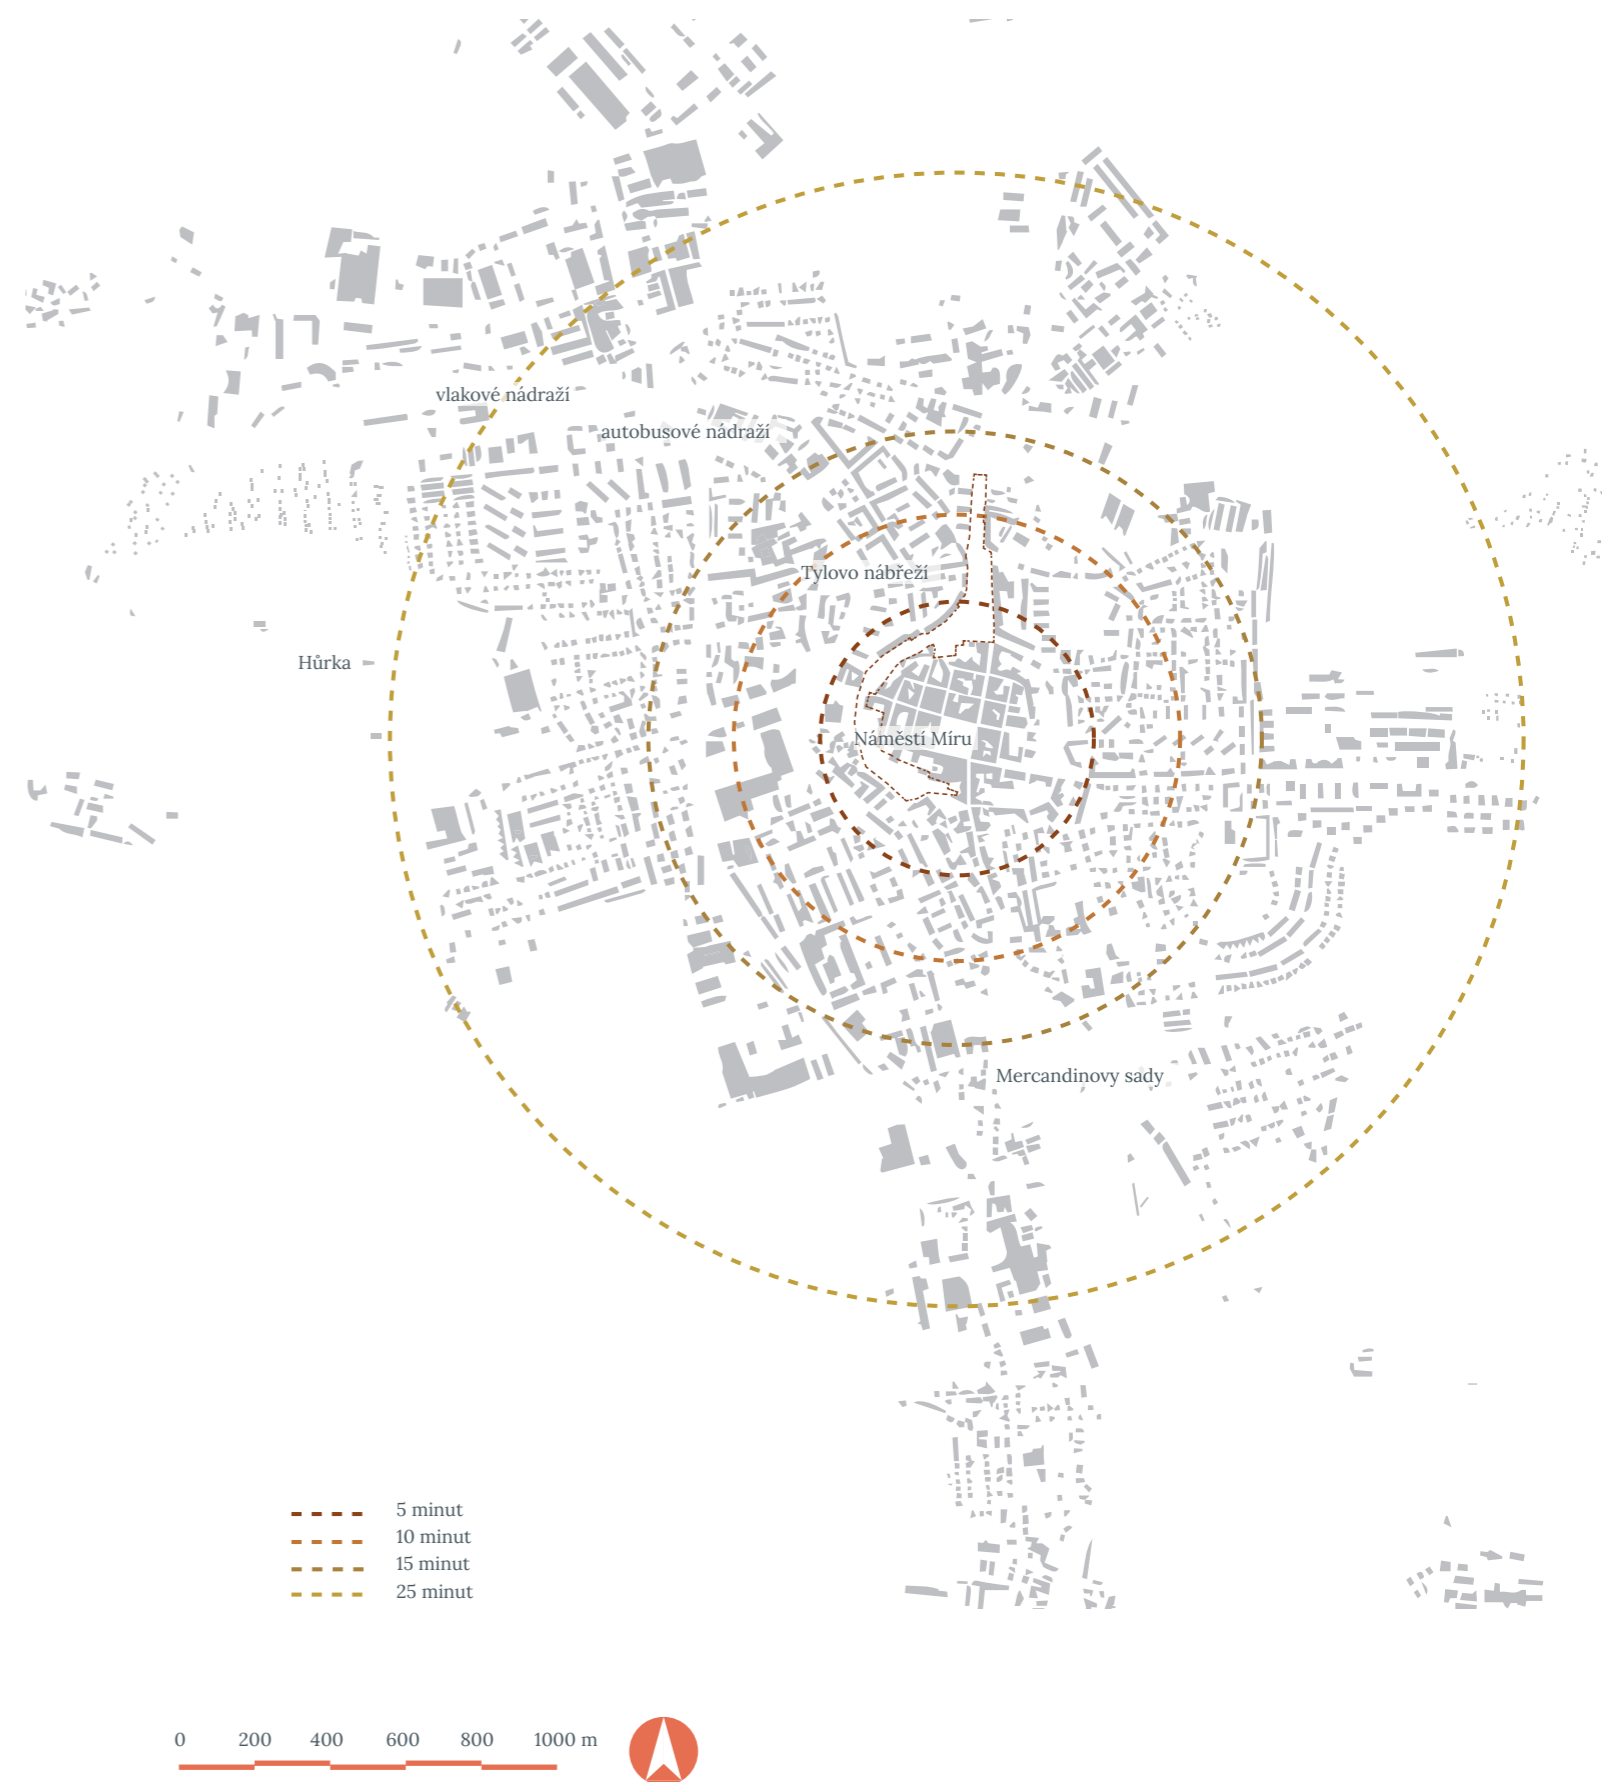 vlakové nádraží
autobusové nádraží
Tylovo nábřeží
Hůrka
Náměstí Míru
Mercandinovy sady
5 minut
10 minut
15 minut
25 minut
0 200 400 600 800 1000 m